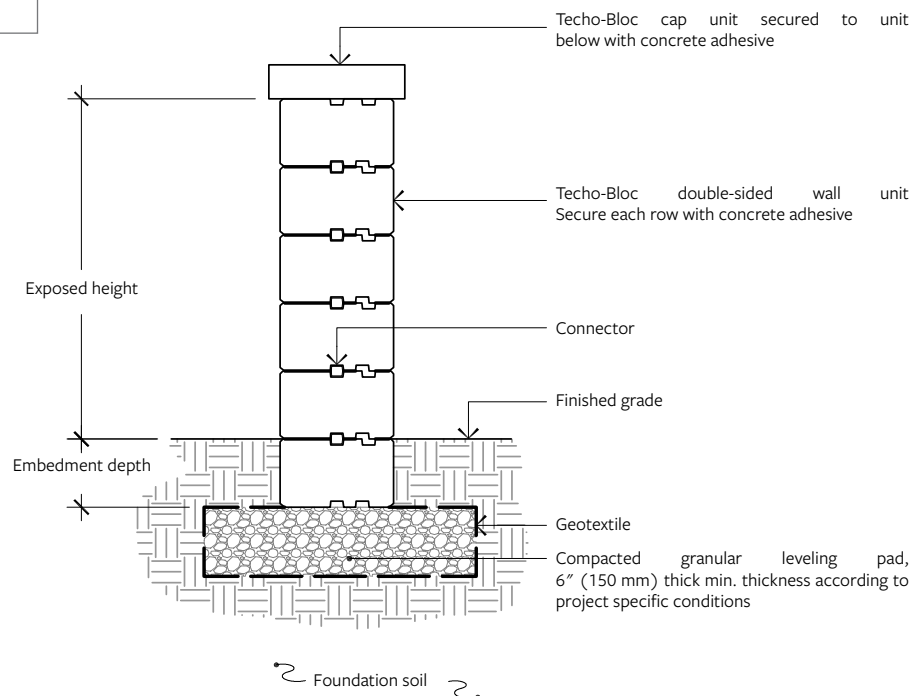 Techo-Bloc cap unit secured to unit
below with concrete adhesive
Techo-Bloc double-sided wall unit
Secure each row with concrete adhesive
Exposed height
Connector
Finished grade
Embedment depth
Geotextile
Compacted granular leveling pad,
6″ (150 mm) thick min. thickness according to
project specific conditions
Foundation soil